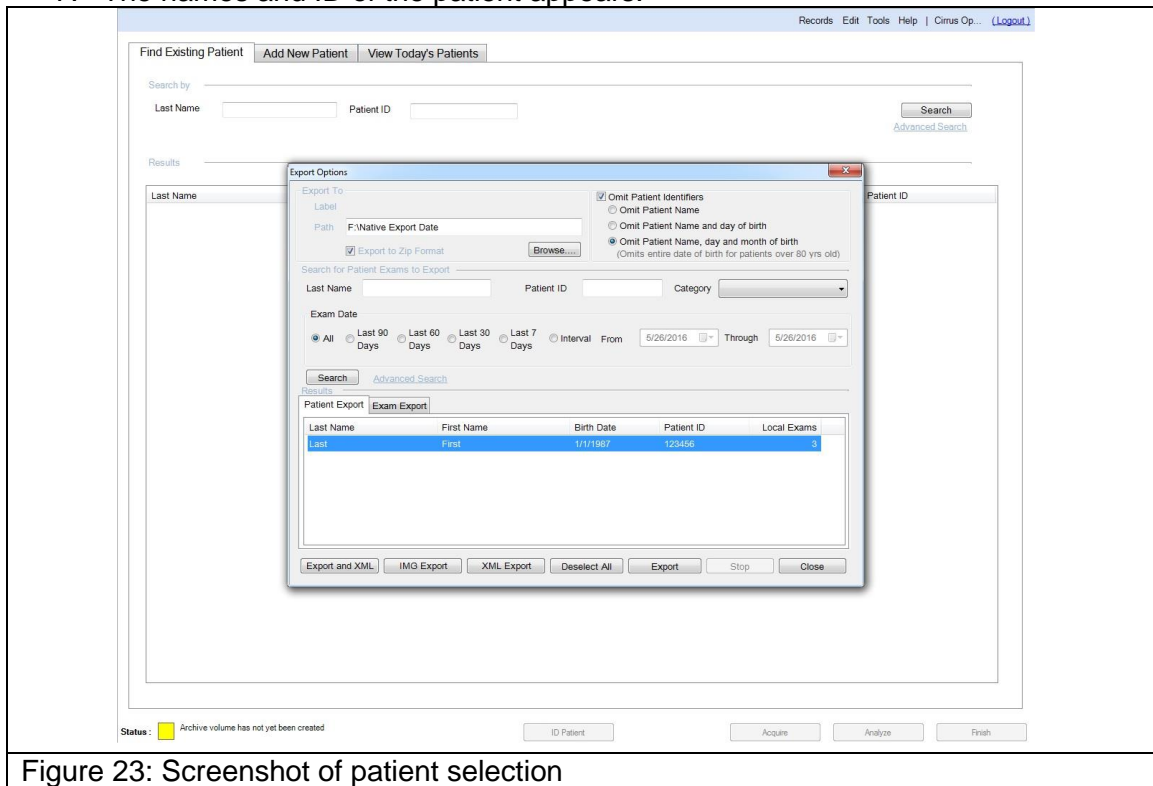 The names and ID of the patient appears.
Records Edit Tools Help | Cirrus Op... (Logout)
Find Existing Patient Add New Patient View Today's Patients
Search by
Last Name Patient ID Search
Advanced Search
Results
Last Name Patient ID
Export Options
Export To
Label
Path F:\Native Export Date
Export to Zip Format Browse....
Omit Patient Identifiers
Omit Patient Name
Omit Patient Name and day of birth
Omit Patient Name, day and month of birth
(Omits entire date of birth for patients over 80 yrs old)
Search for Patient Exams to Export
Last Name Patient ID Category
Exam Date
All Last 90 Days Last 60 Days Last 30 Days Last 7 Days Interval From 5/26/2016 Through 5/26/2016
Search Advanced Search
Results
Patient Export Exam Export
Last Name First Name Birth Date Patient ID Local Exams
Last First 1/1/1987 123456 3
Export and XML IMG Export XML Export Deselect All Export Stop Close
Status : Archive volume has not yet been created ID Patient Acquire Analyze Finish
Figure 23: Screenshot of patient selection